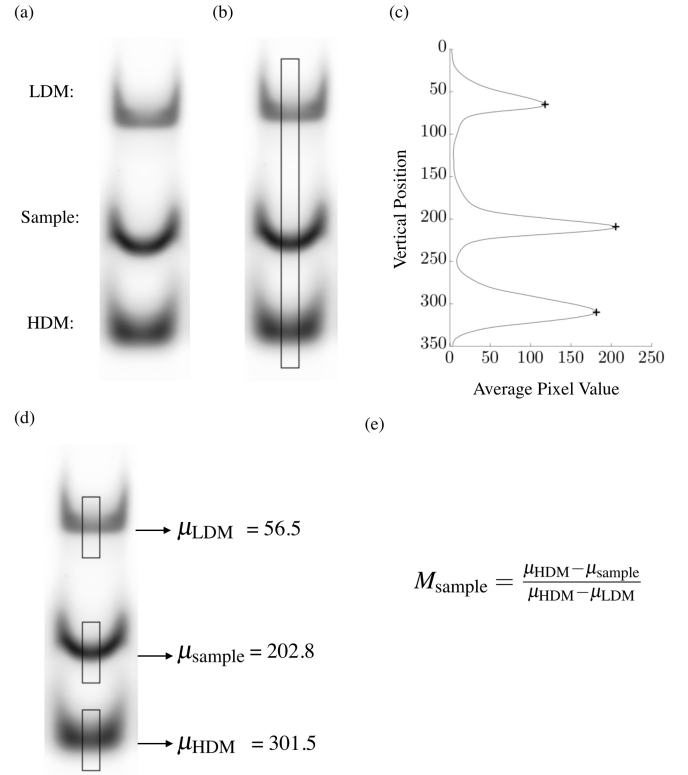 (a)
(b)
(c)
LDM:
Sample:
HDM:
Vertical Position
0
50
100
150
200
250
300
350
0 50 100 150 200 250
Average Pixel Value
(d)
(e)
μLDM = 56.5
μsample = 202.8
μHDM = 301.5
Msample = μHDM−μsample / μHDM−μLDM